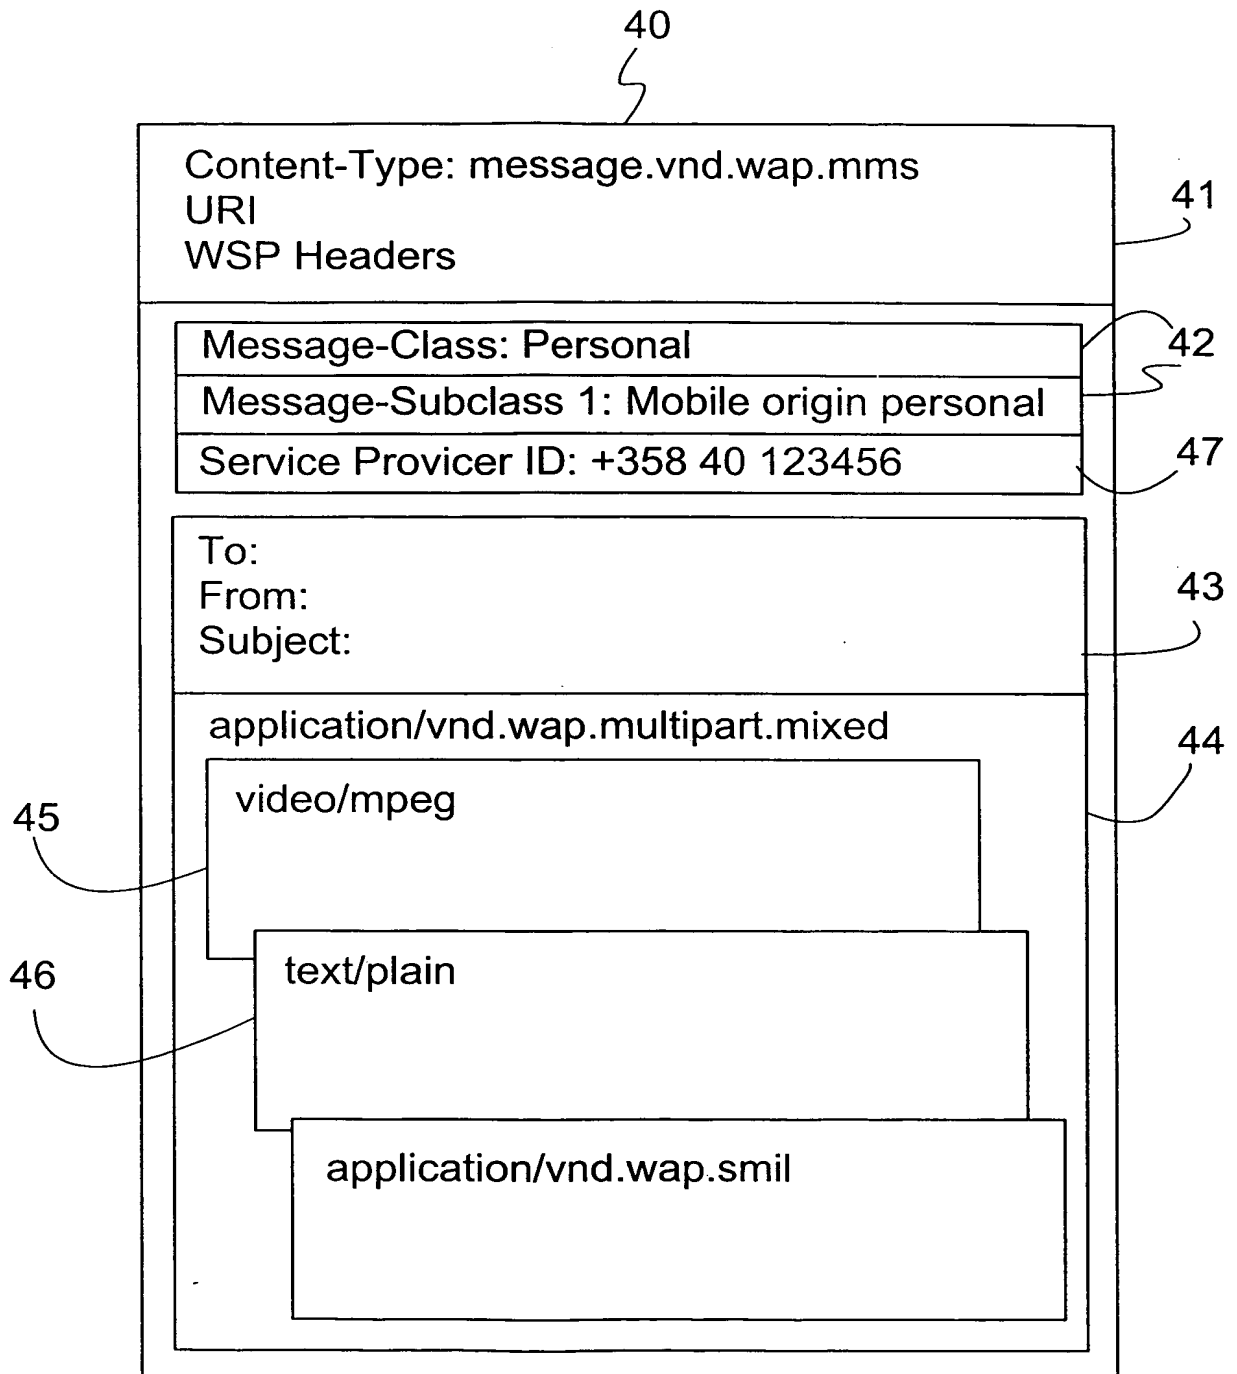 40
Content-Type: message.vnd.wap.mms
URI
WSP Headers
41
Message-Class: Personal
42
Message-Subclass 1: Mobile origin personal
Service Provicer ID: +358 40 123456
47
To:
From:
Subject:
43
application/vnd.wap.multipart.mixed
44
video/mpeg
45
text/plain
46
application/vnd.wap.smil